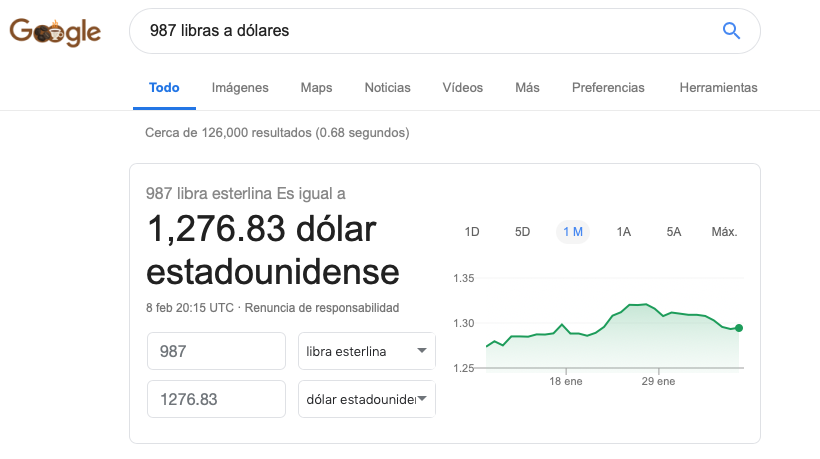 Google
987 libras a dólares
Todo Imágenes Maps Noticias Vídeos Más Preferencias Herramientas
Cerca de 126,000 resultados (0.68 segundos)
987 libra esterlina Es igual a
1,276.83 dólar
estadounidense
8 feb 20:15 UTC · Renuncia de responsabilidad
987 libra esterlina
1276.83 dólar estadounide
1D 5D 1 M 1A 5A Máx.
1.35
1.30
1.25
18 ene 29 ene